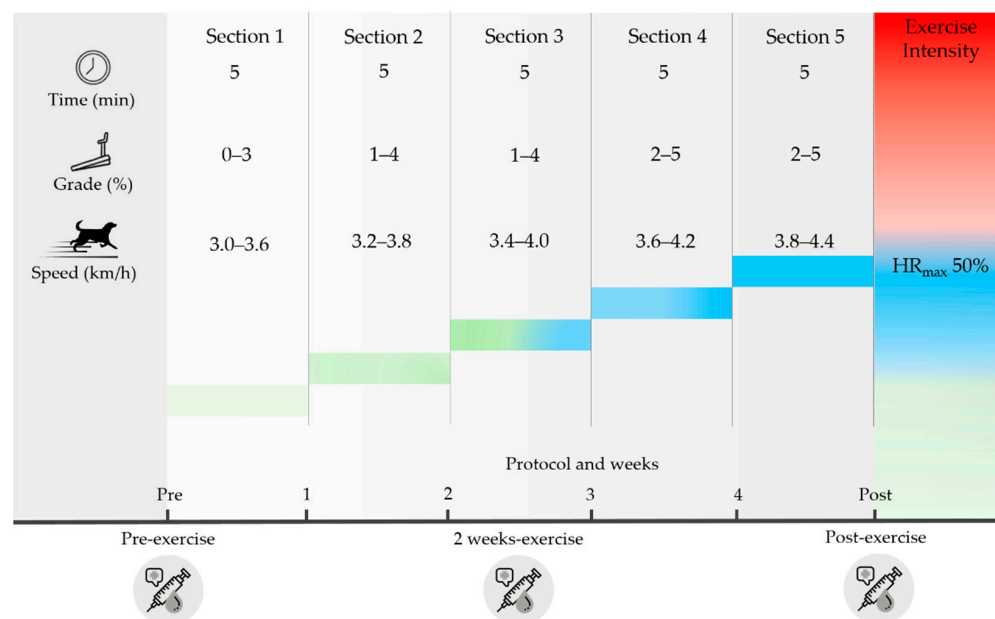 Section 1 Section 2 Section 3 Section 4 Section 5 Exercise
Intensity
Time (min) 5 5 5 5 5
Grade (%) 0–3 1–4 1–4 2–5 2–5
Speed (km/h) 3.0–3.6 3.2–3.8 3.4–4.0 3.6–4.2 3.8–4.4
HRmax 50%
Protocol and weeks
Pre 1 2 3 4 Post
Pre-exercise 2 weeks-exercise Post-exercise